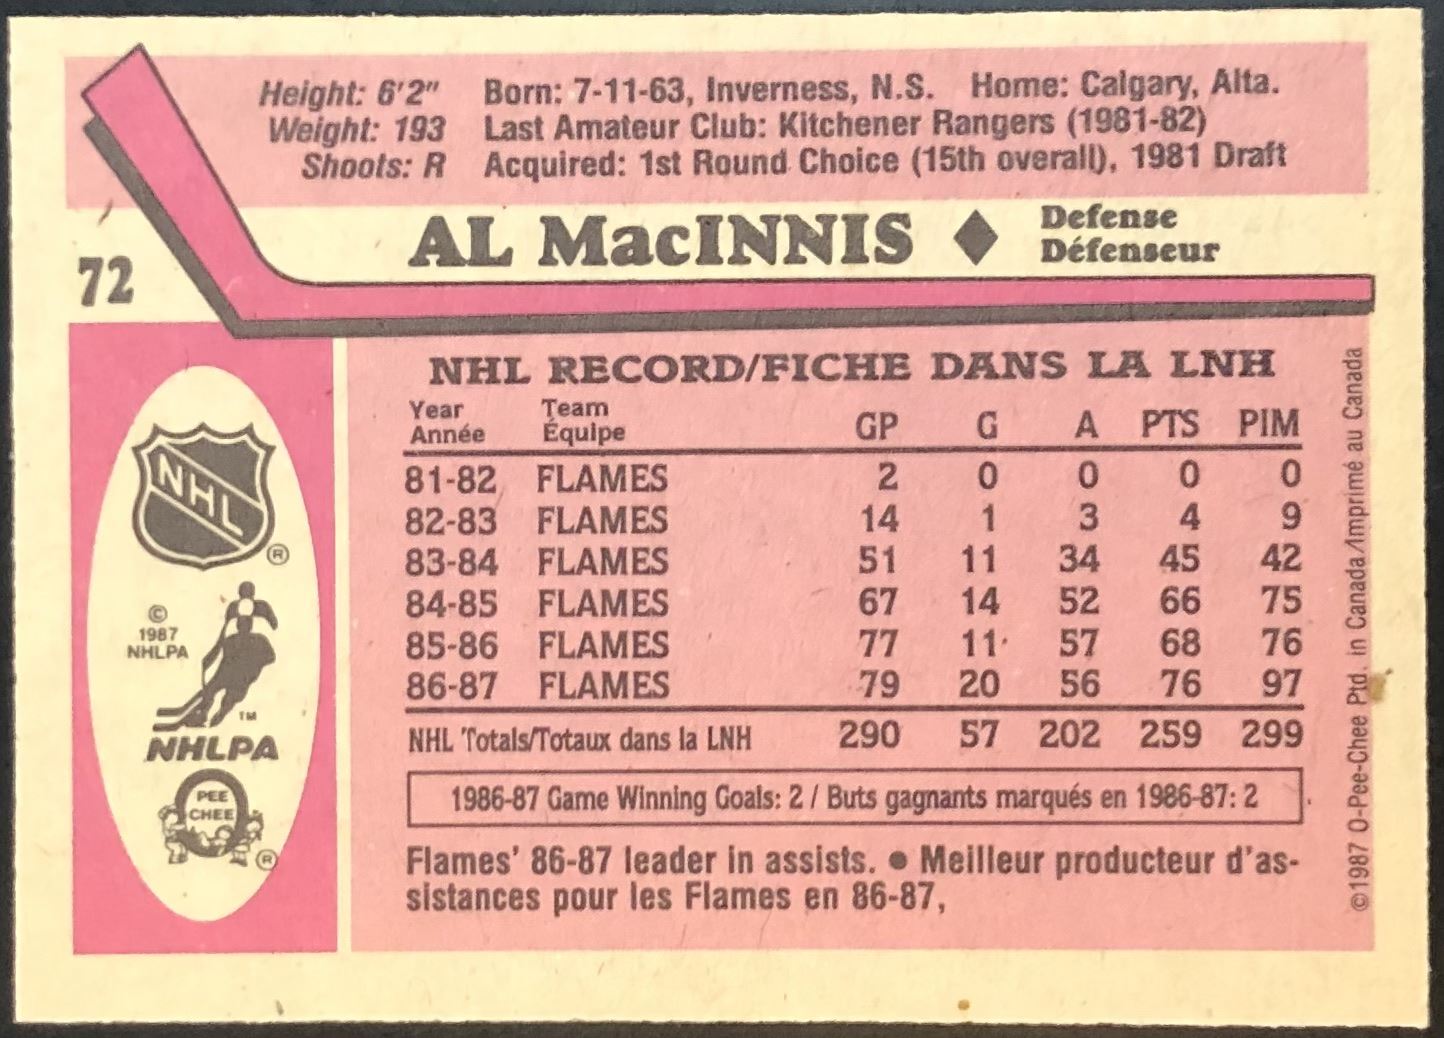 Height: 6'2" Born: 7-11-63, Inverness, N.S. Home: Calgary, Alta.
Weight: 193 Last Amateur Club: Kitchener Rangers (1981-82)
Shoots: R Acquired: 1st Round Choice (15th overall), 1981 Draft
AL MacINNIS ♦ Defense
Défenseur
72
NHL RECORD/FICHE DANS LA LNH
Year Team
Année Équipe GP G A PTS PIM
81-82 FLAMES 2 0 0 0 0
82-83 FLAMES 14 1 3 4 9
83-84 FLAMES 51 11 34 45 42
84-85 FLAMES 67 14 52 66 75
85-86 FLAMES 77 11 57 68 76
86-87 FLAMES 79 20 56 76 97
NHL Totals/Totaux dans la LNH 290 57 202 259 299
1986-87 Game Winning Goals: 2 / Buts gagnants marqués en 1986-87: 2
Flames' 86-87 leader in assists. ● Meilleur producteur d'as-
sistances pour les Flames en 86-87,
NHL
®
©
1987
NHLPA
TM
NHLPA
PEE
CHEE
®
©1987 O-Pee-Chee Ptd. in Canada/Imprimé au Canada